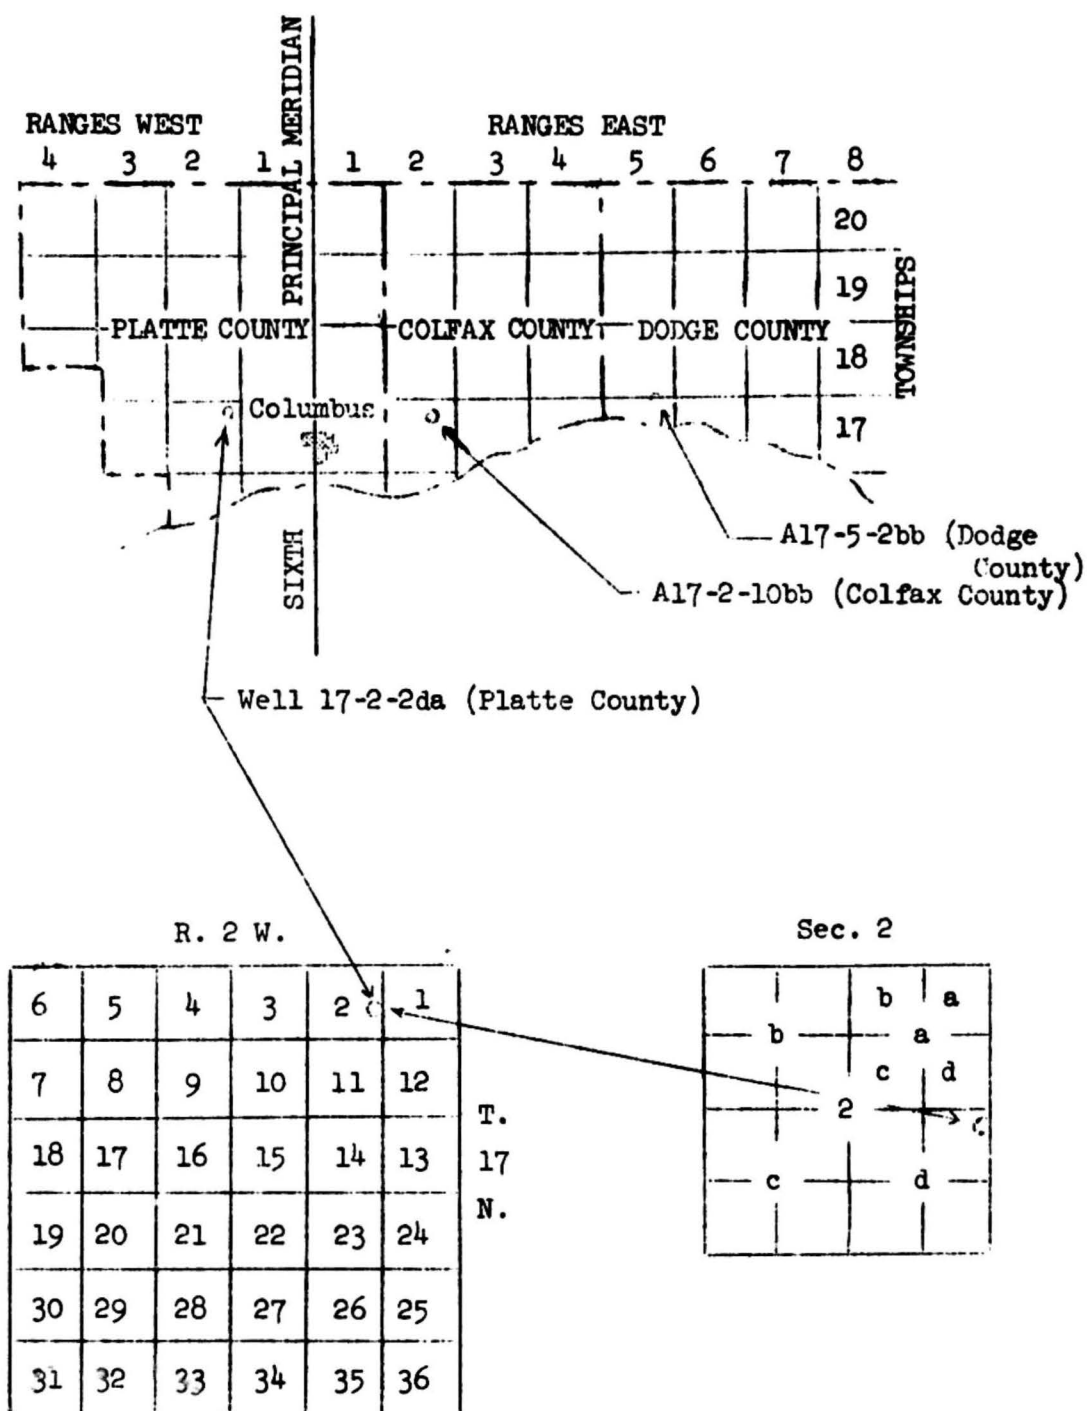 RANGES WEST
PRINCIPAL MERIDIAN
RANGES EAST
4 3 2 1 1 2 3 4 5 6 7 8
20
19
TOWNSHIPS
PLATTE COUNTY COLFAX COUNTY DODGE COUNTY
18
Columbus
17
SIXTH
A17-5-2bb (Dodge
County)
A17-2-10bb (Colfax County)
Well 17-2-2da (Platte County)
R. 2 W.
6 5 4 3 2 1
7 8 9 10 11 12
18 17 16 15 14 13
19 20 21 22 23 24
30 29 28 27 26 25
31 32 33 34 35 36
T.
17
N.
Sec. 2
b a
b a
c d
2
c d